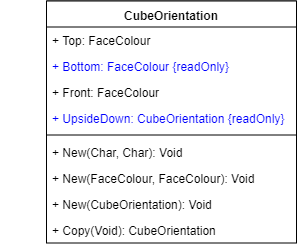 CubeOrientation
+ Top: FaceColour
+ Bottom: FaceColour {readOnly}
+ Front: FaceColour
+ UpsideDown: CubeOrientation {readOnly}
+ New(Char, Char): Void
+ New(FaceColour, FaceColour): Void
+ New(CubeOrientation): Void
+ Copy(Void): CubeOrientation